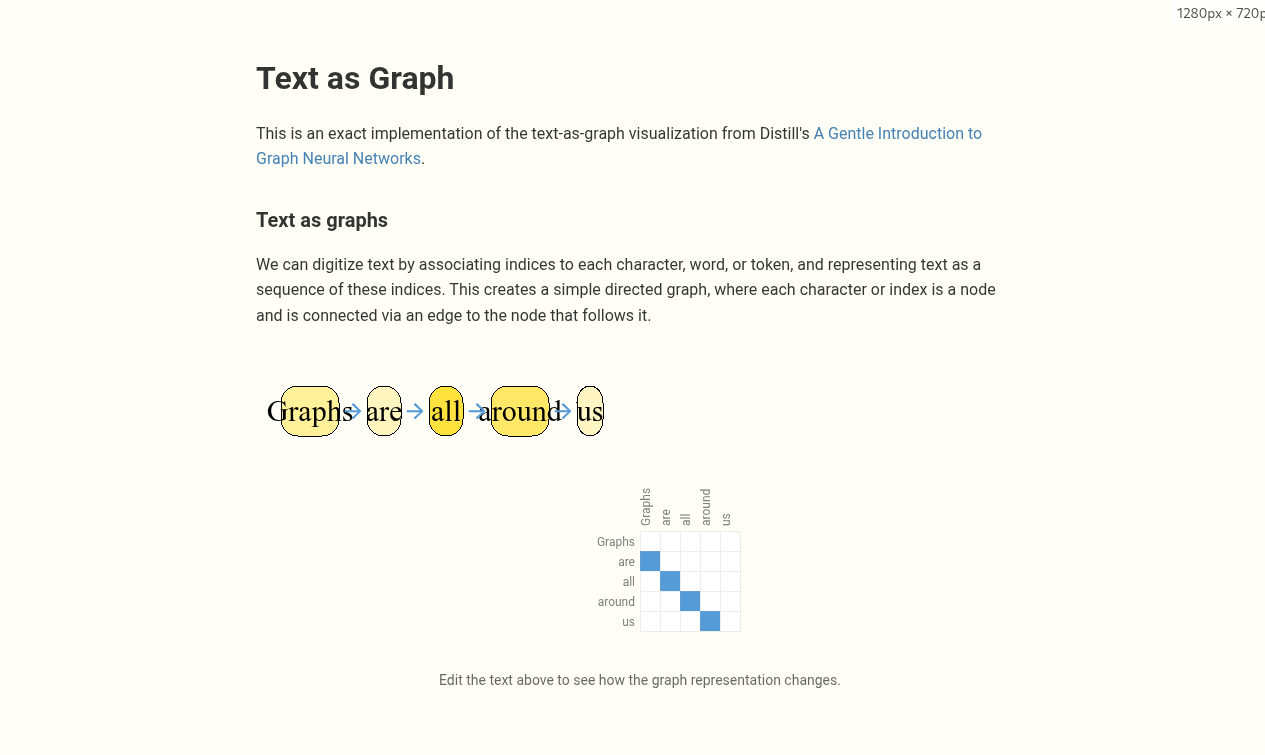 1280px × 720p
Text as Graph
This is an exact implementation of the text-as-graph visualization from Distill's A Gentle Introduction to
Graph Neural Networks.
Text as graphs
We can digitize text by associating indices to each character, word, or token, and representing text as a
sequence of these indices. This creates a simple directed graph, where each character or index is a node
and is connected via an edge to the node that follows it.
Graphs → are → all → around → us
Graphs are all around us
Graphs
are
all
around
us
Edit the text above to see how the graph representation changes.